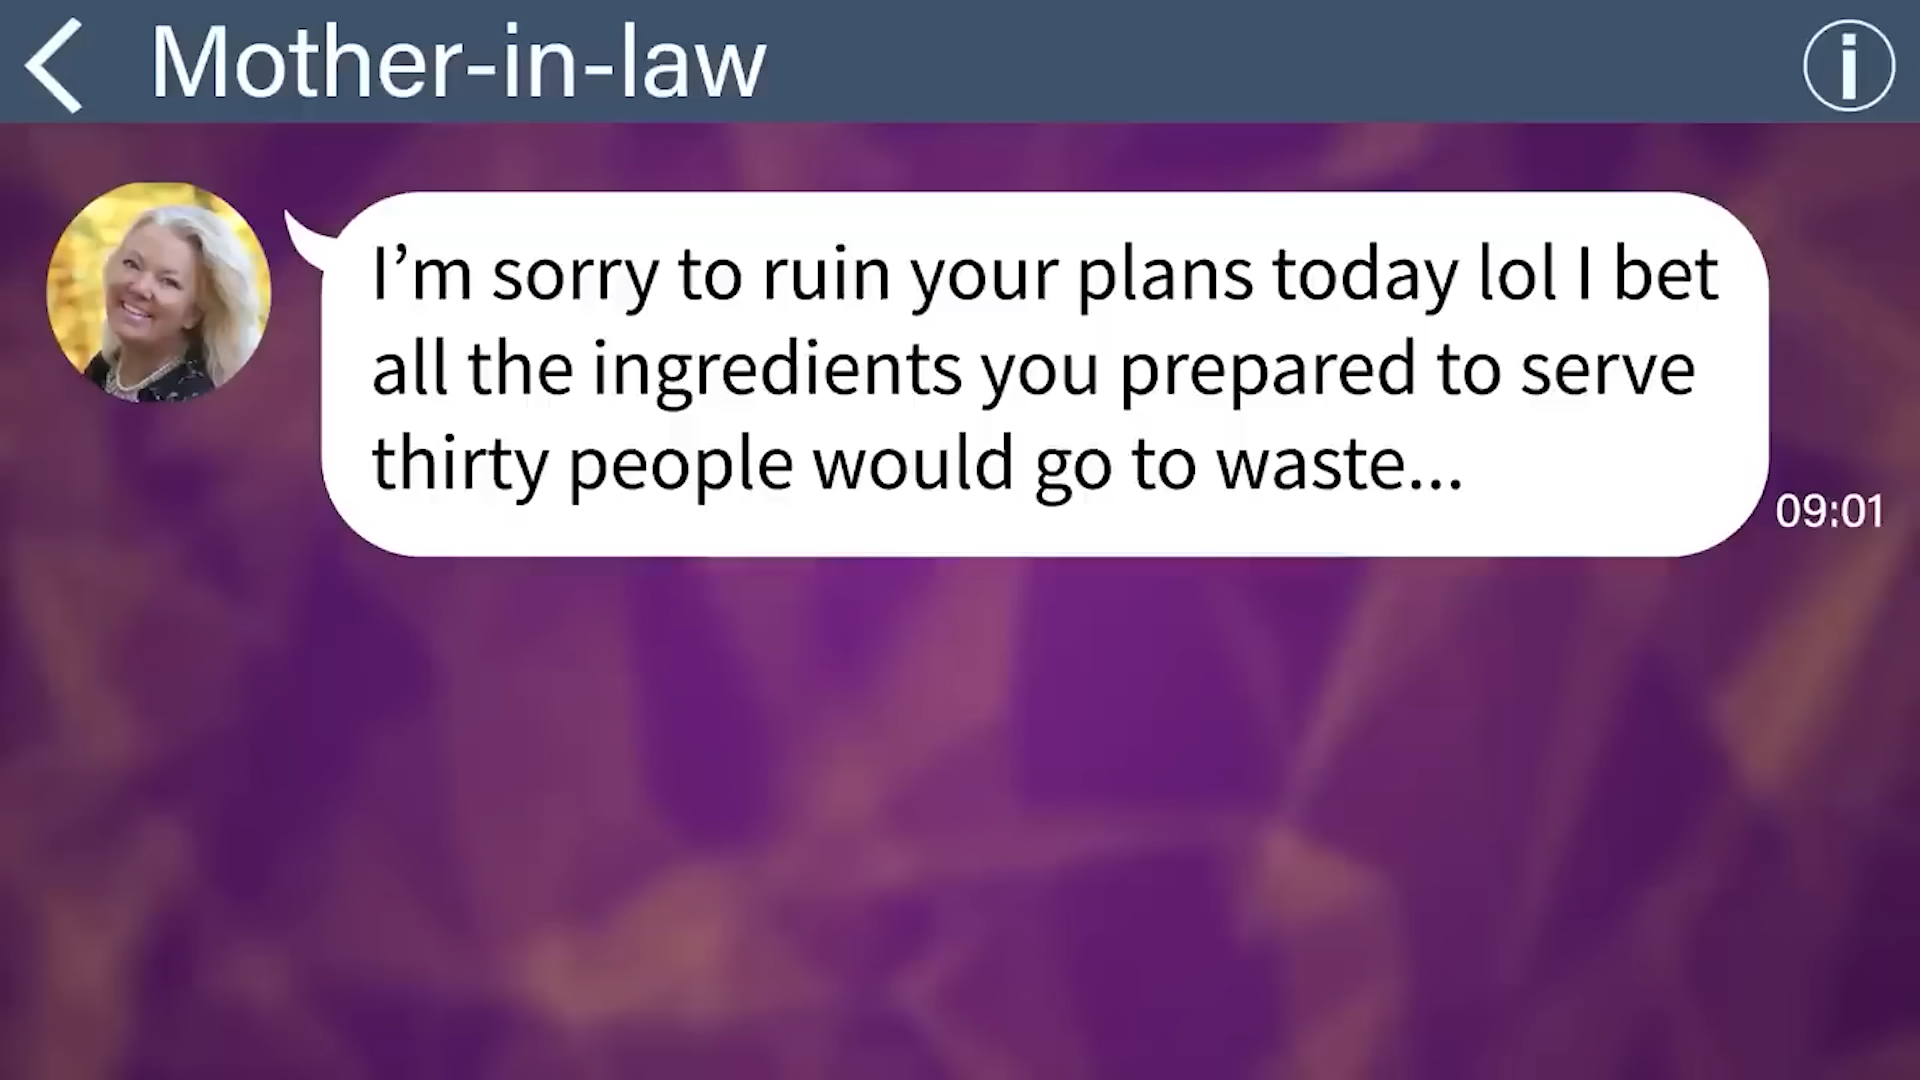 Mother-in-law
I’m sorry to ruin your plans today lol I bet
all the ingredients you prepared to serve
thirty people would go to waste...
09:01